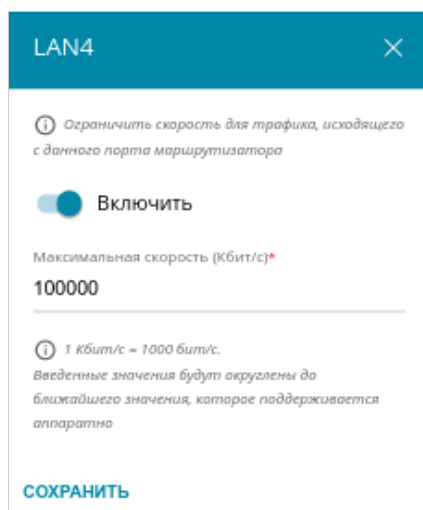 LAN4
Ограничить скорость для трафика, исходящего
с данного порта маршрутизатора
Включить
Максимальная скорость (Кбит/с)*
100000
1 Кбит/с = 1000 бит/с.
Введенные значения будут округлены до
ближайшего значения, которое поддерживается
аппаратно
СОХРАНИТЬ